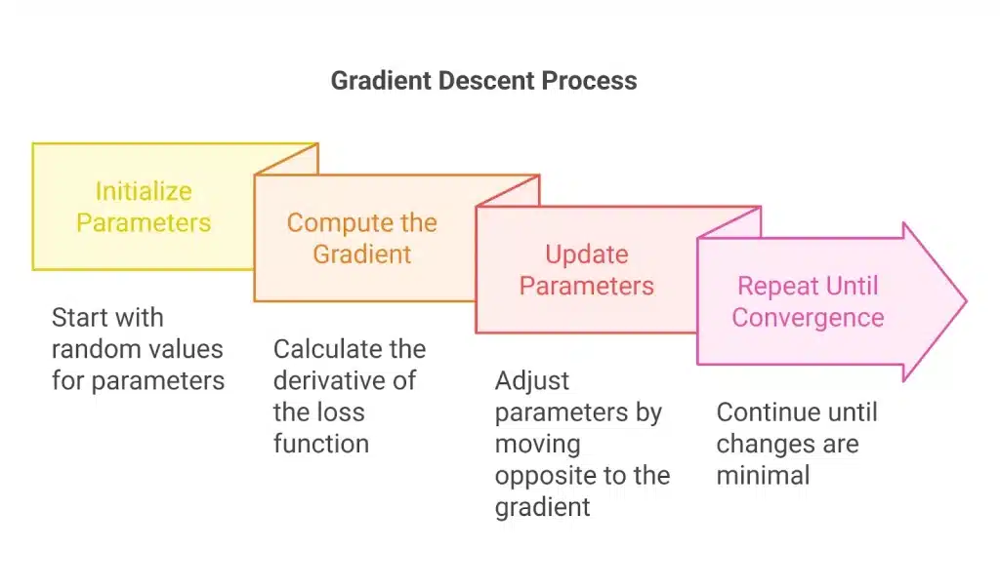 Gradient Descent Process
Initialize
Parameters
Start with
random values
for parameters
Compute the
Gradient
Calculate the
derivative of
the loss
function
Update
Parameters
Adjust
parameters by
moving
opposite to the
gradient
Repeat Until
Convergence
Continue until
changes are
minimal